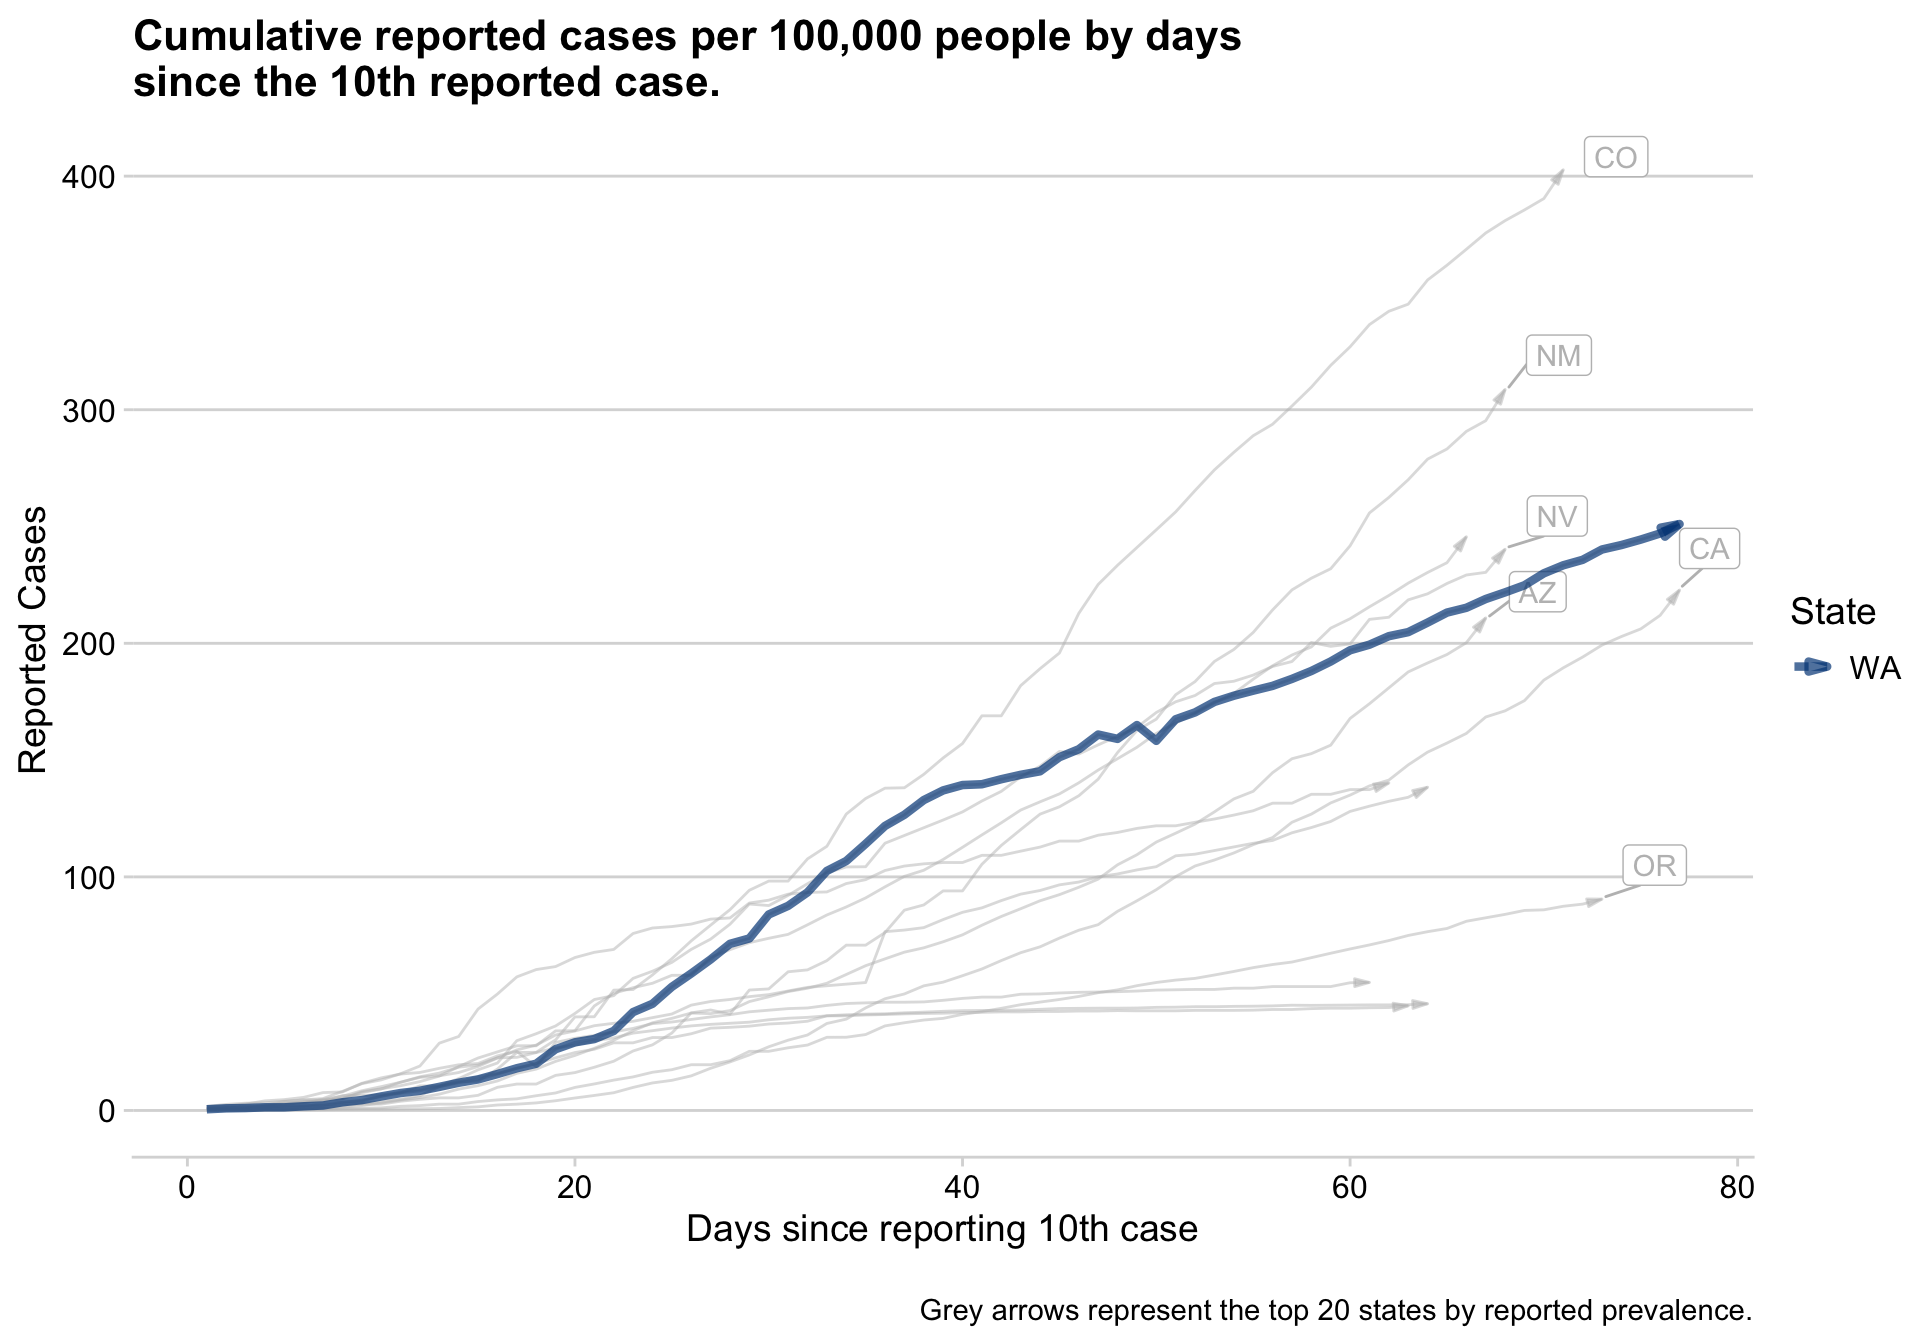 Cumulative reported cases per 100,000 people by days
since the 10th reported case.
CO
400
NM
300
NV
CA
AZ
200
Reported Cases
State
WA
OR
100
0
0 20 40 60 80
Days since reporting 10th case
Grey arrows represent the top 20 states by reported prevalence.